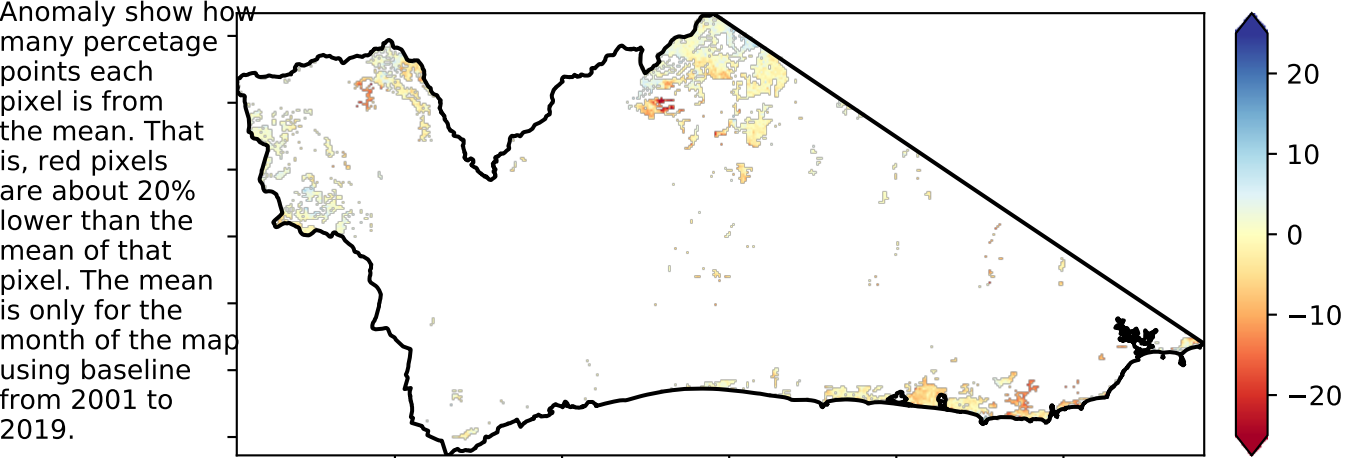 Anomaly show how
many percetage
points each
pixel is from
the mean. That
is, red pixels
are about 20%
lower than the
mean of that
pixel. The mean
is only for the
month of the map
using baseline
from 2001 to
2019.
20
10
0
−10
−20